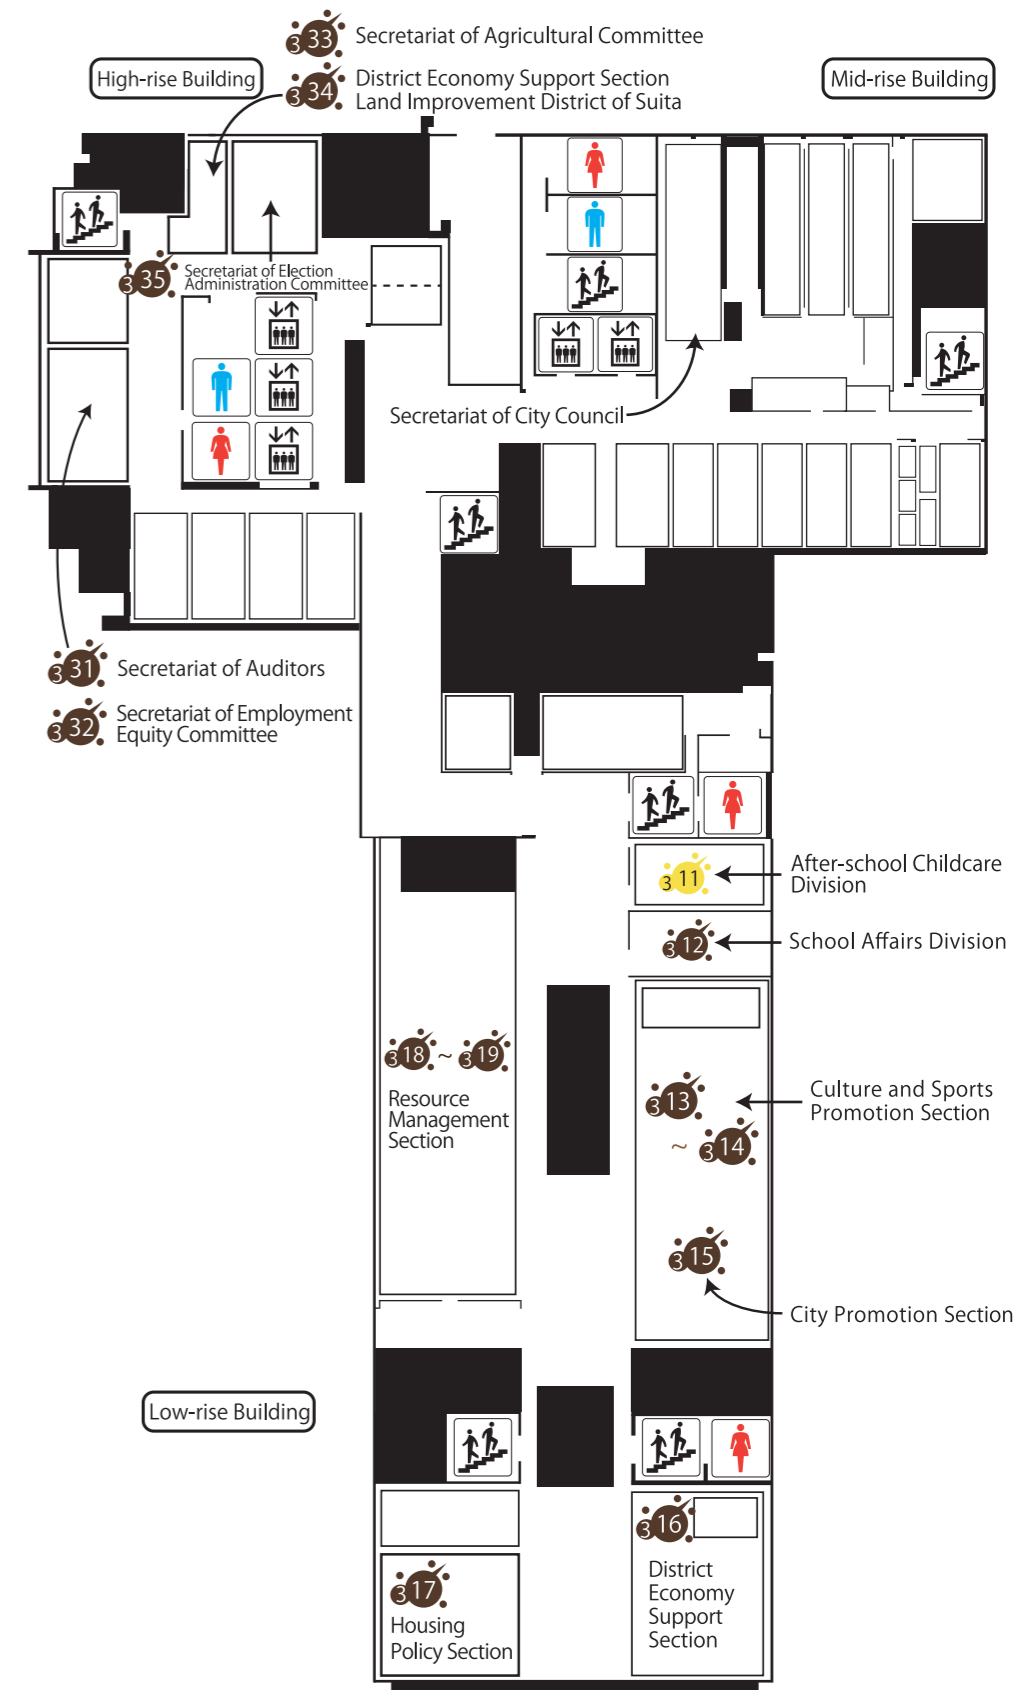 333 Secretariat of Agricultural Committee
High-rise Building
334 District Economy Support Section
Land Improvement District of Suita
Mid-rise Building
335 Secretariat of Election
Administration Committee
Secretariat of City Council
331 Secretariat of Auditors
332 Secretariat of Employment
Equity Committee
311 After-school Childcare
Division
312 School Affairs Division
318 ~ 319
Resource
Management
Section
313
~ 314
Culture and Sports
Promotion Section
315
City Promotion Section
Low-rise Building
316
District
Economy
Support
Section
317
Housing
Policy Section